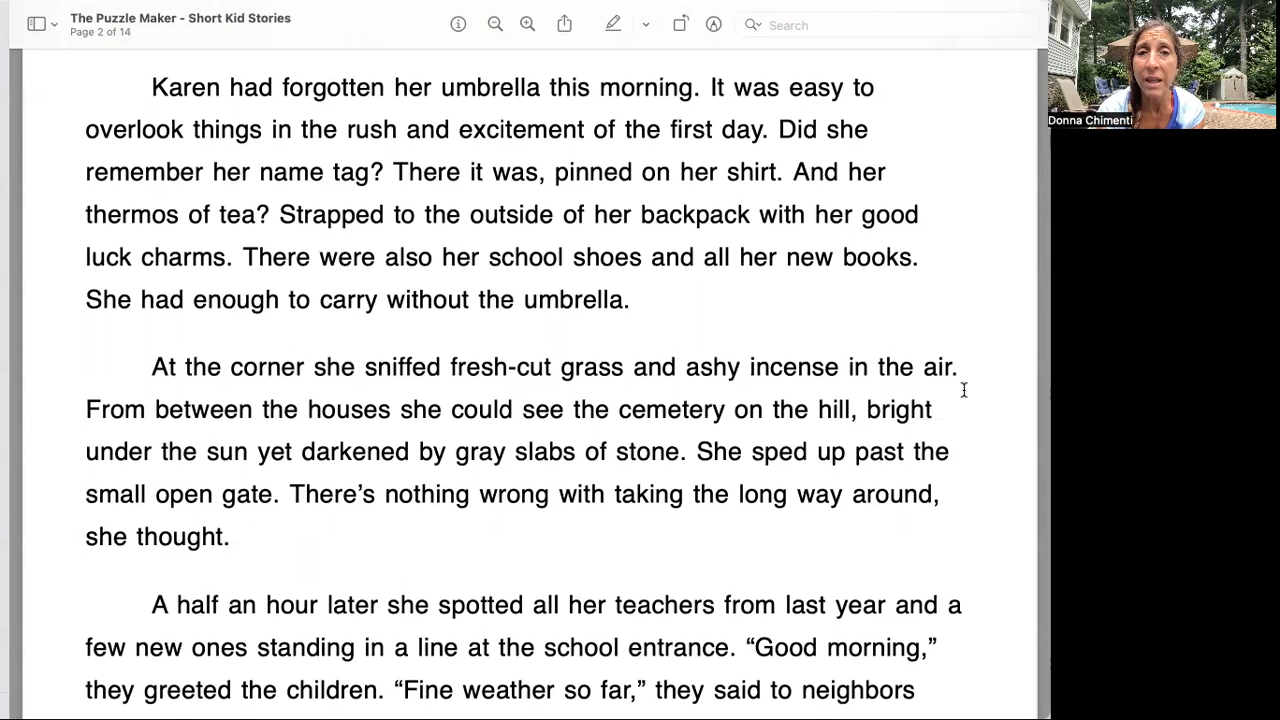 The Puzzle Maker - Short Kid Stories
Page 2 of 14
Search
Donna Chimenti
Karen had forgotten her umbrella this morning. It was easy to
overlook things in the rush and excitement of the first day. Did she
remember her name tag? There it was, pinned on her shirt. And her
thermos of tea? Strapped to the outside of her backpack with her good
luck charms. There were also her school shoes and all her new books.
She had enough to carry without the umbrella.
At the corner she sniffed fresh-cut grass and ashy incense in the air.
From between the houses she could see the cemetery on the hill, bright
under the sun yet darkened by gray slabs of stone. She sped up past the
small open gate. There’s nothing wrong with taking the long way around,
she thought.
A half an hour later she spotted all her teachers from last year and a
few new ones standing in a line at the school entrance. “Good morning,”
they greeted the children. “Fine weather so far,” they said to neighbors